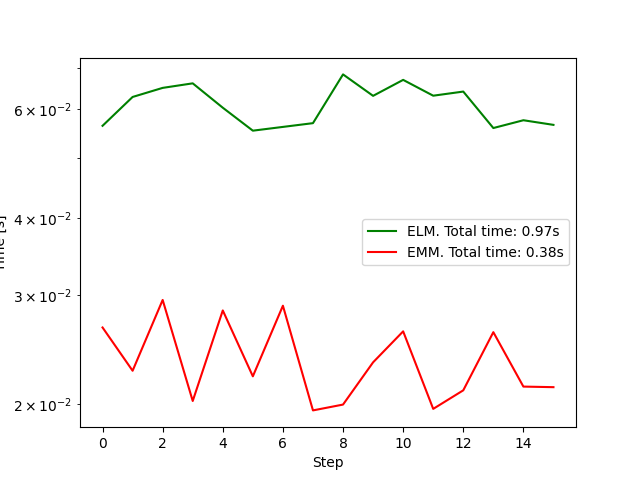 6 × 10⁻²
4 × 10⁻²
3 × 10⁻²
2 × 10⁻²
Time [s]
ELM. Total time: 0.97s
EMM. Total time: 0.38s
0 2 4 6 8 10 12 14
Step